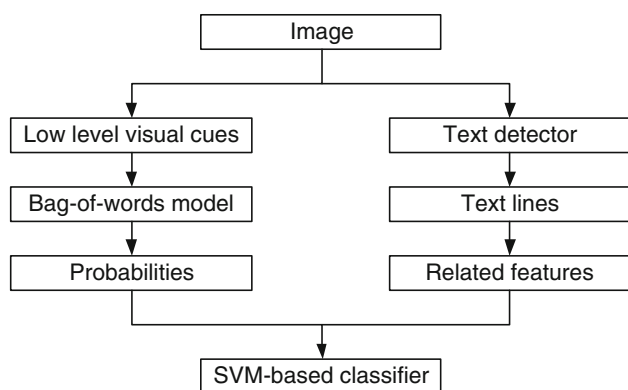 Image
Low level visual cues
Text detector
Bag-of-words model
Text lines
Probabilities
Related features
SVM-based classifier